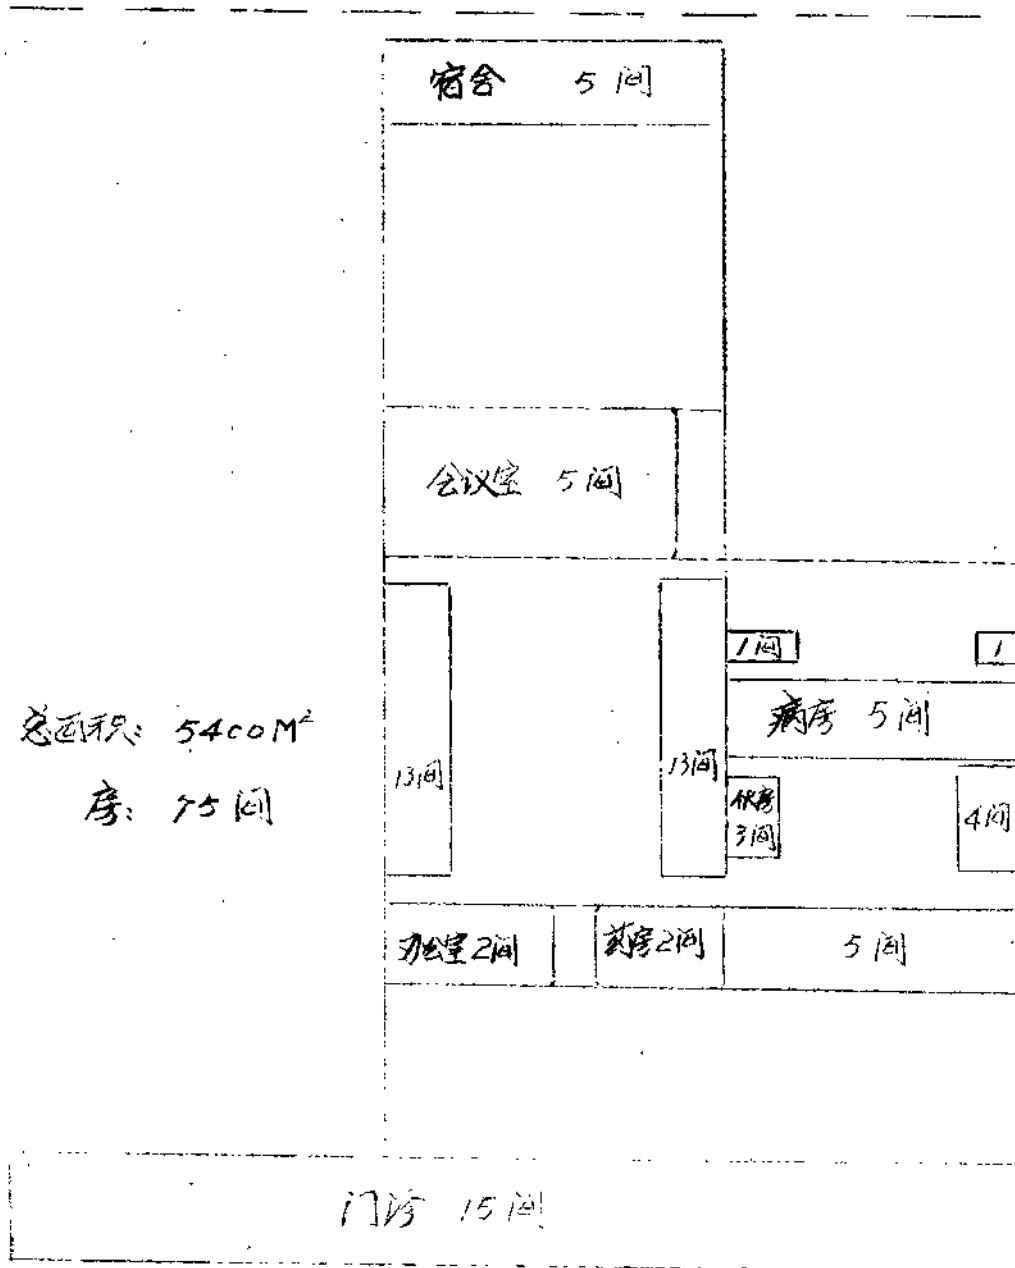 宿舍 5间
会议室 5间
1间
1
病房 5间
总面积: 5400M²
13间
13间
伙房
3间
4间
房: 75间
办公室2间
药房2间
5间
门诊 15间